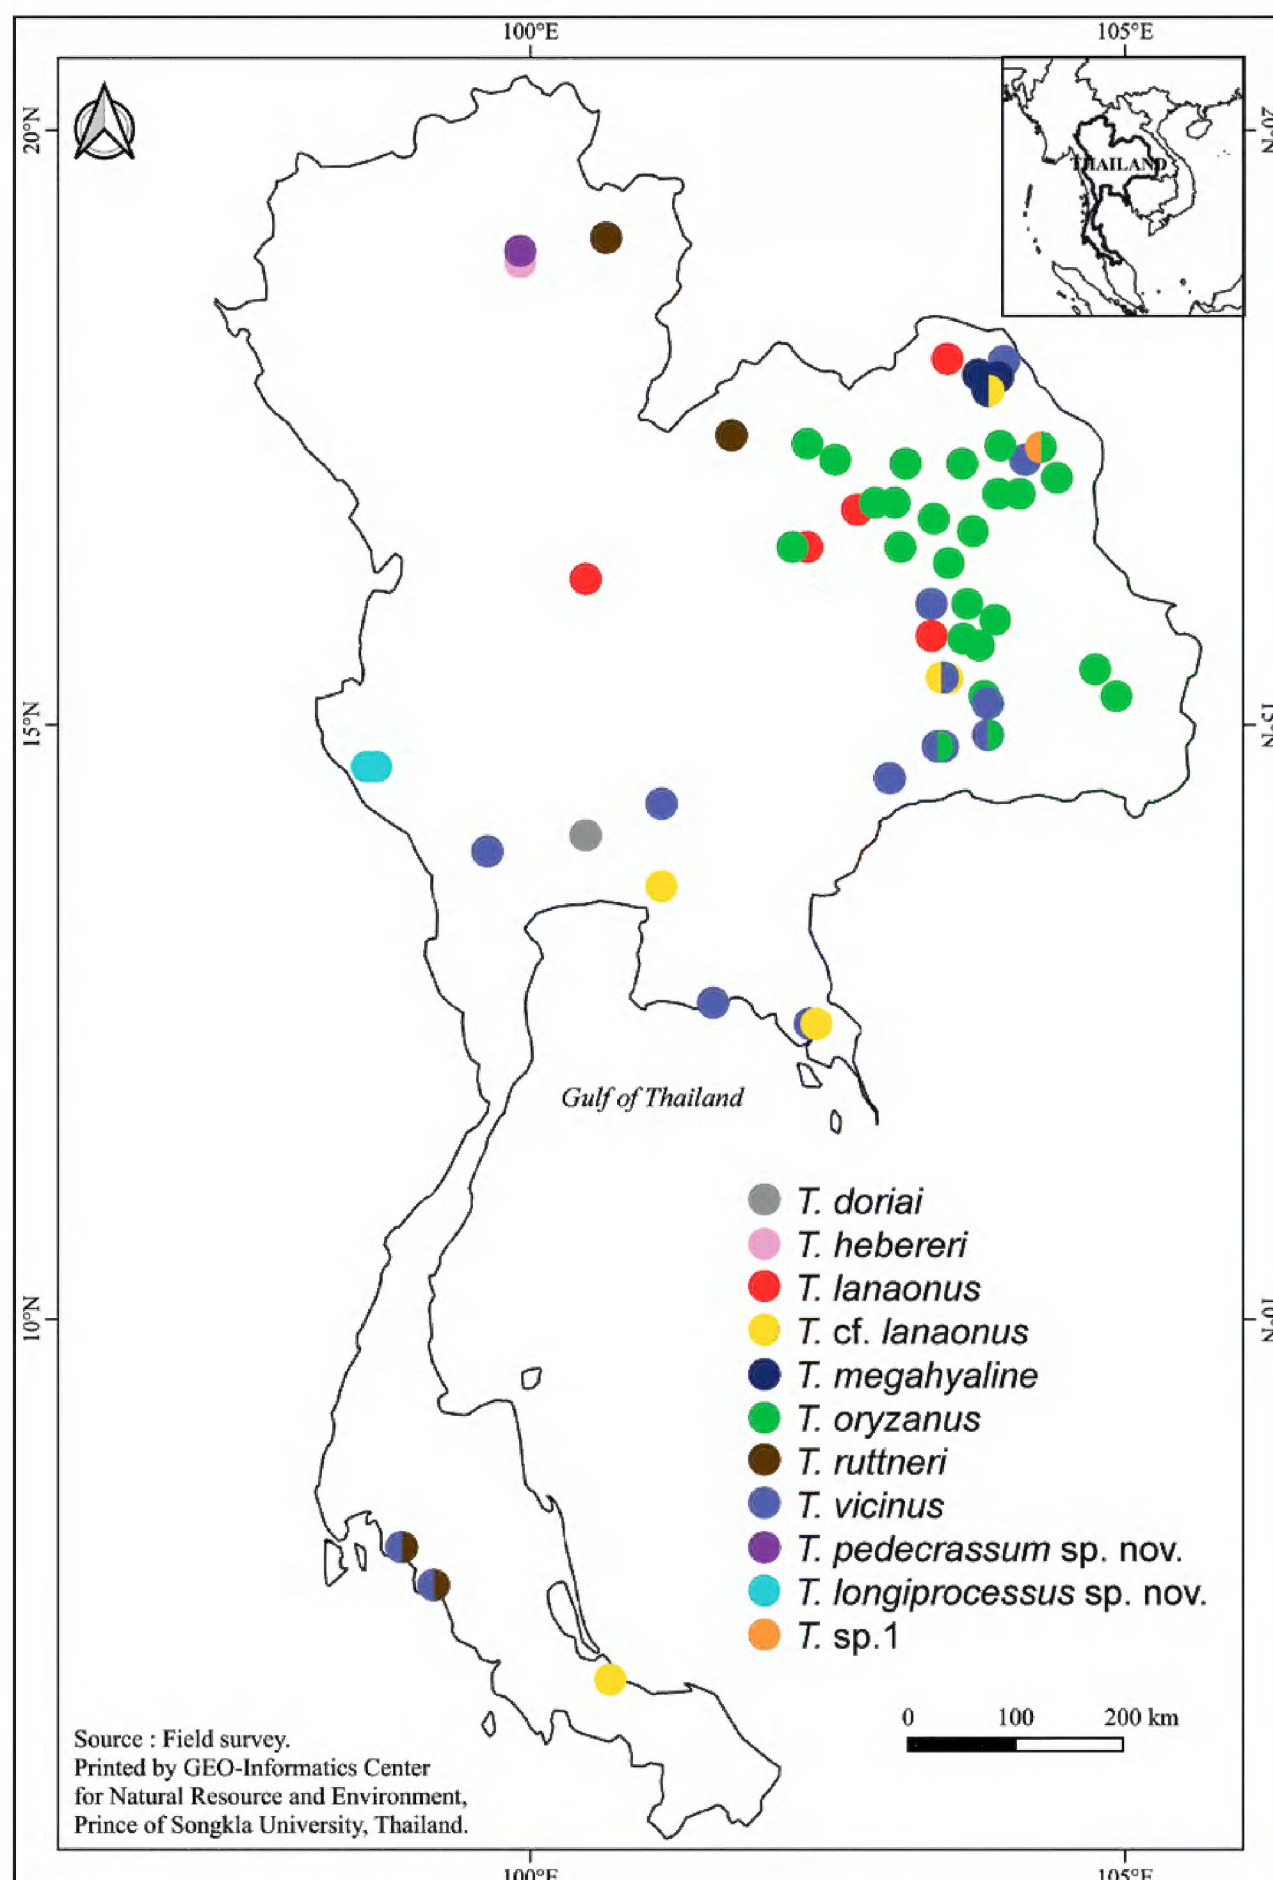 100°E
105°E
20°N
20°N
THAILAND
15°N
15°N
Gulf of Thailand
T. doriai
T. hebereri
T. lanaonus
T. cf. lanaonus
T. megahyaline
T. oryzanus
T. ruttneri
T. vicinus
T. pedecrassum sp. nov.
T. longiprocessus sp. nov.
T. sp.1
10°N
10°N
0 100 200 km
Source : Field survey.
Printed by GEO-Informatics Center
for Natural Resource and Environment,
Prince of Songkla University, Thailand.
100°E
105°E